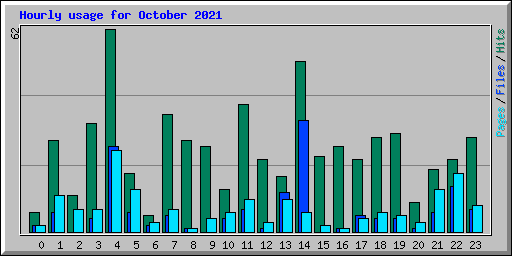 Hourly usage for October 2021
62
Pages / Files / Hits
0 1 2 3 4 5 6 7 8 9 10 11 12 13 14 15 16 17 18 19 20 21 22 23